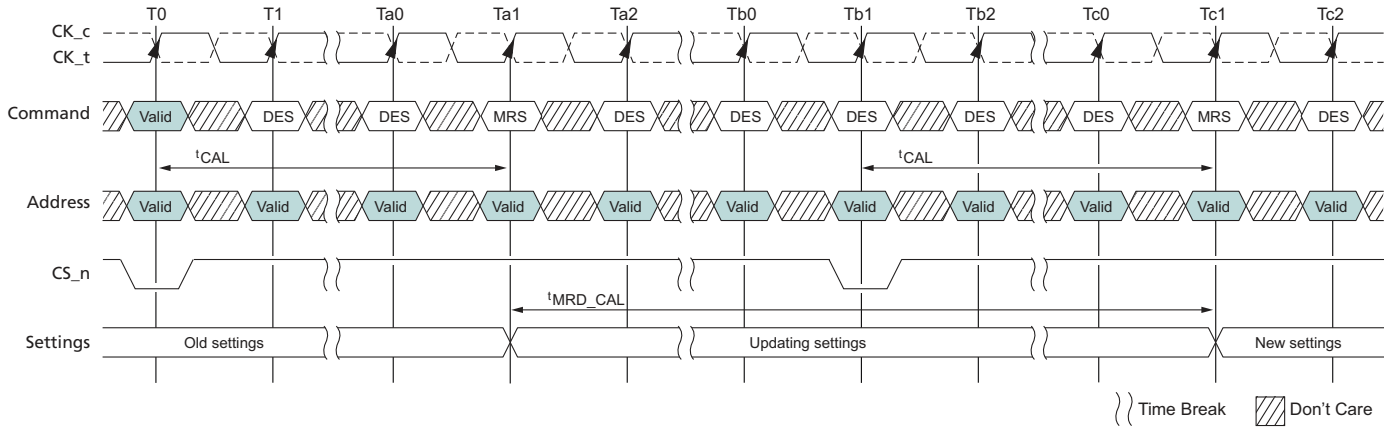 T0 T1 Ta0 Ta1 Ta2 Tb0 Tb1 Tb2 Tc0 Tc1 Tc2
CK_c
CK_t
Command Valid DES DES MRS DES DES DES DES DES MRS DES
tCAL tCAL
Address Valid Valid Valid Valid Valid Valid Valid Valid Valid Valid Valid
CS_n
tMRD_CAL
Settings Old settings Updating settings New settings
Time Break Don't Care